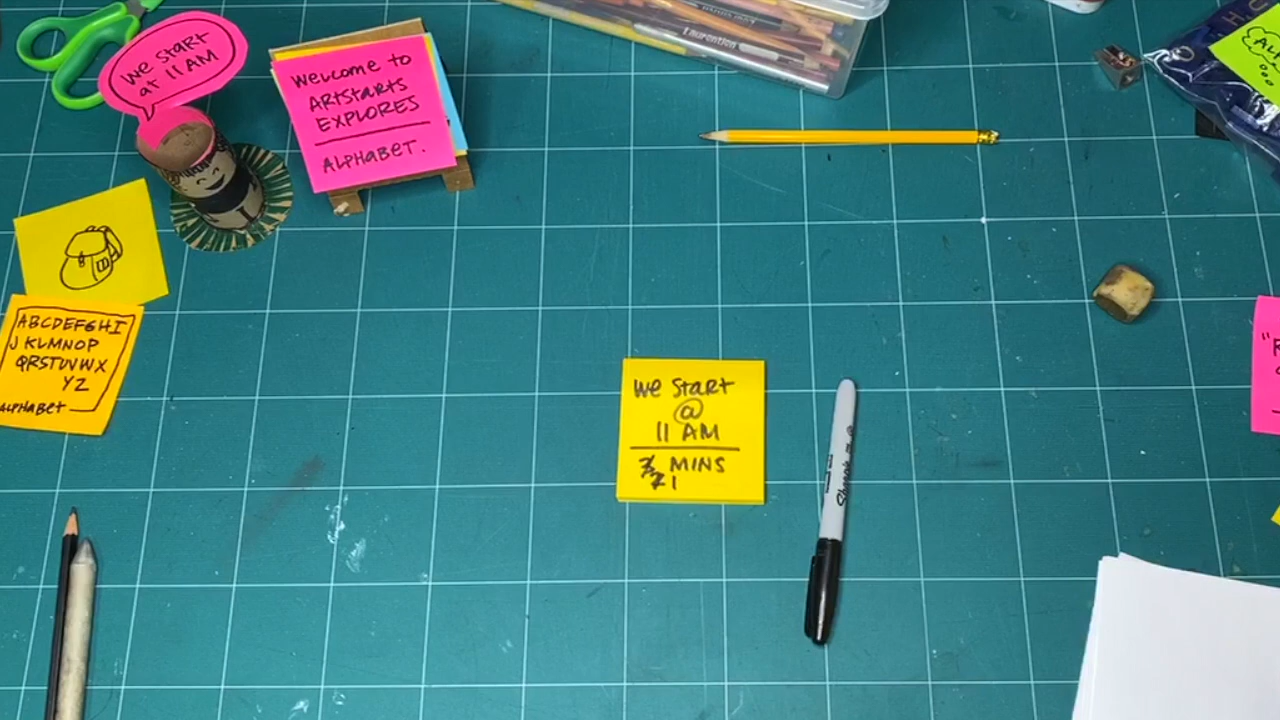 We START
at 11 AM
Welcome to
ARTSTARTS
EXPLORES
ALPHABET.
Laurentien
ABCDEFGHI
JKLMNOP
QRSTUVWX
YZ
ALPHABET
We START
@
11 AM
MINS
1
Sharpie